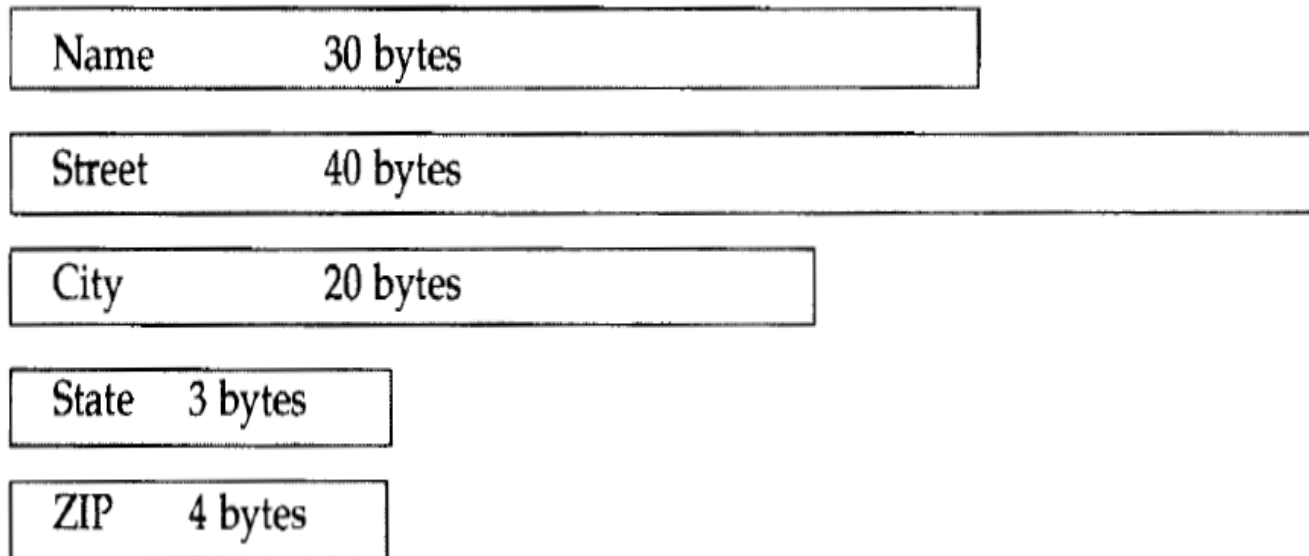 Name 30 bytes
Street 40 bytes
City 20 bytes
State 3 bytes
ZIP 4 bytes